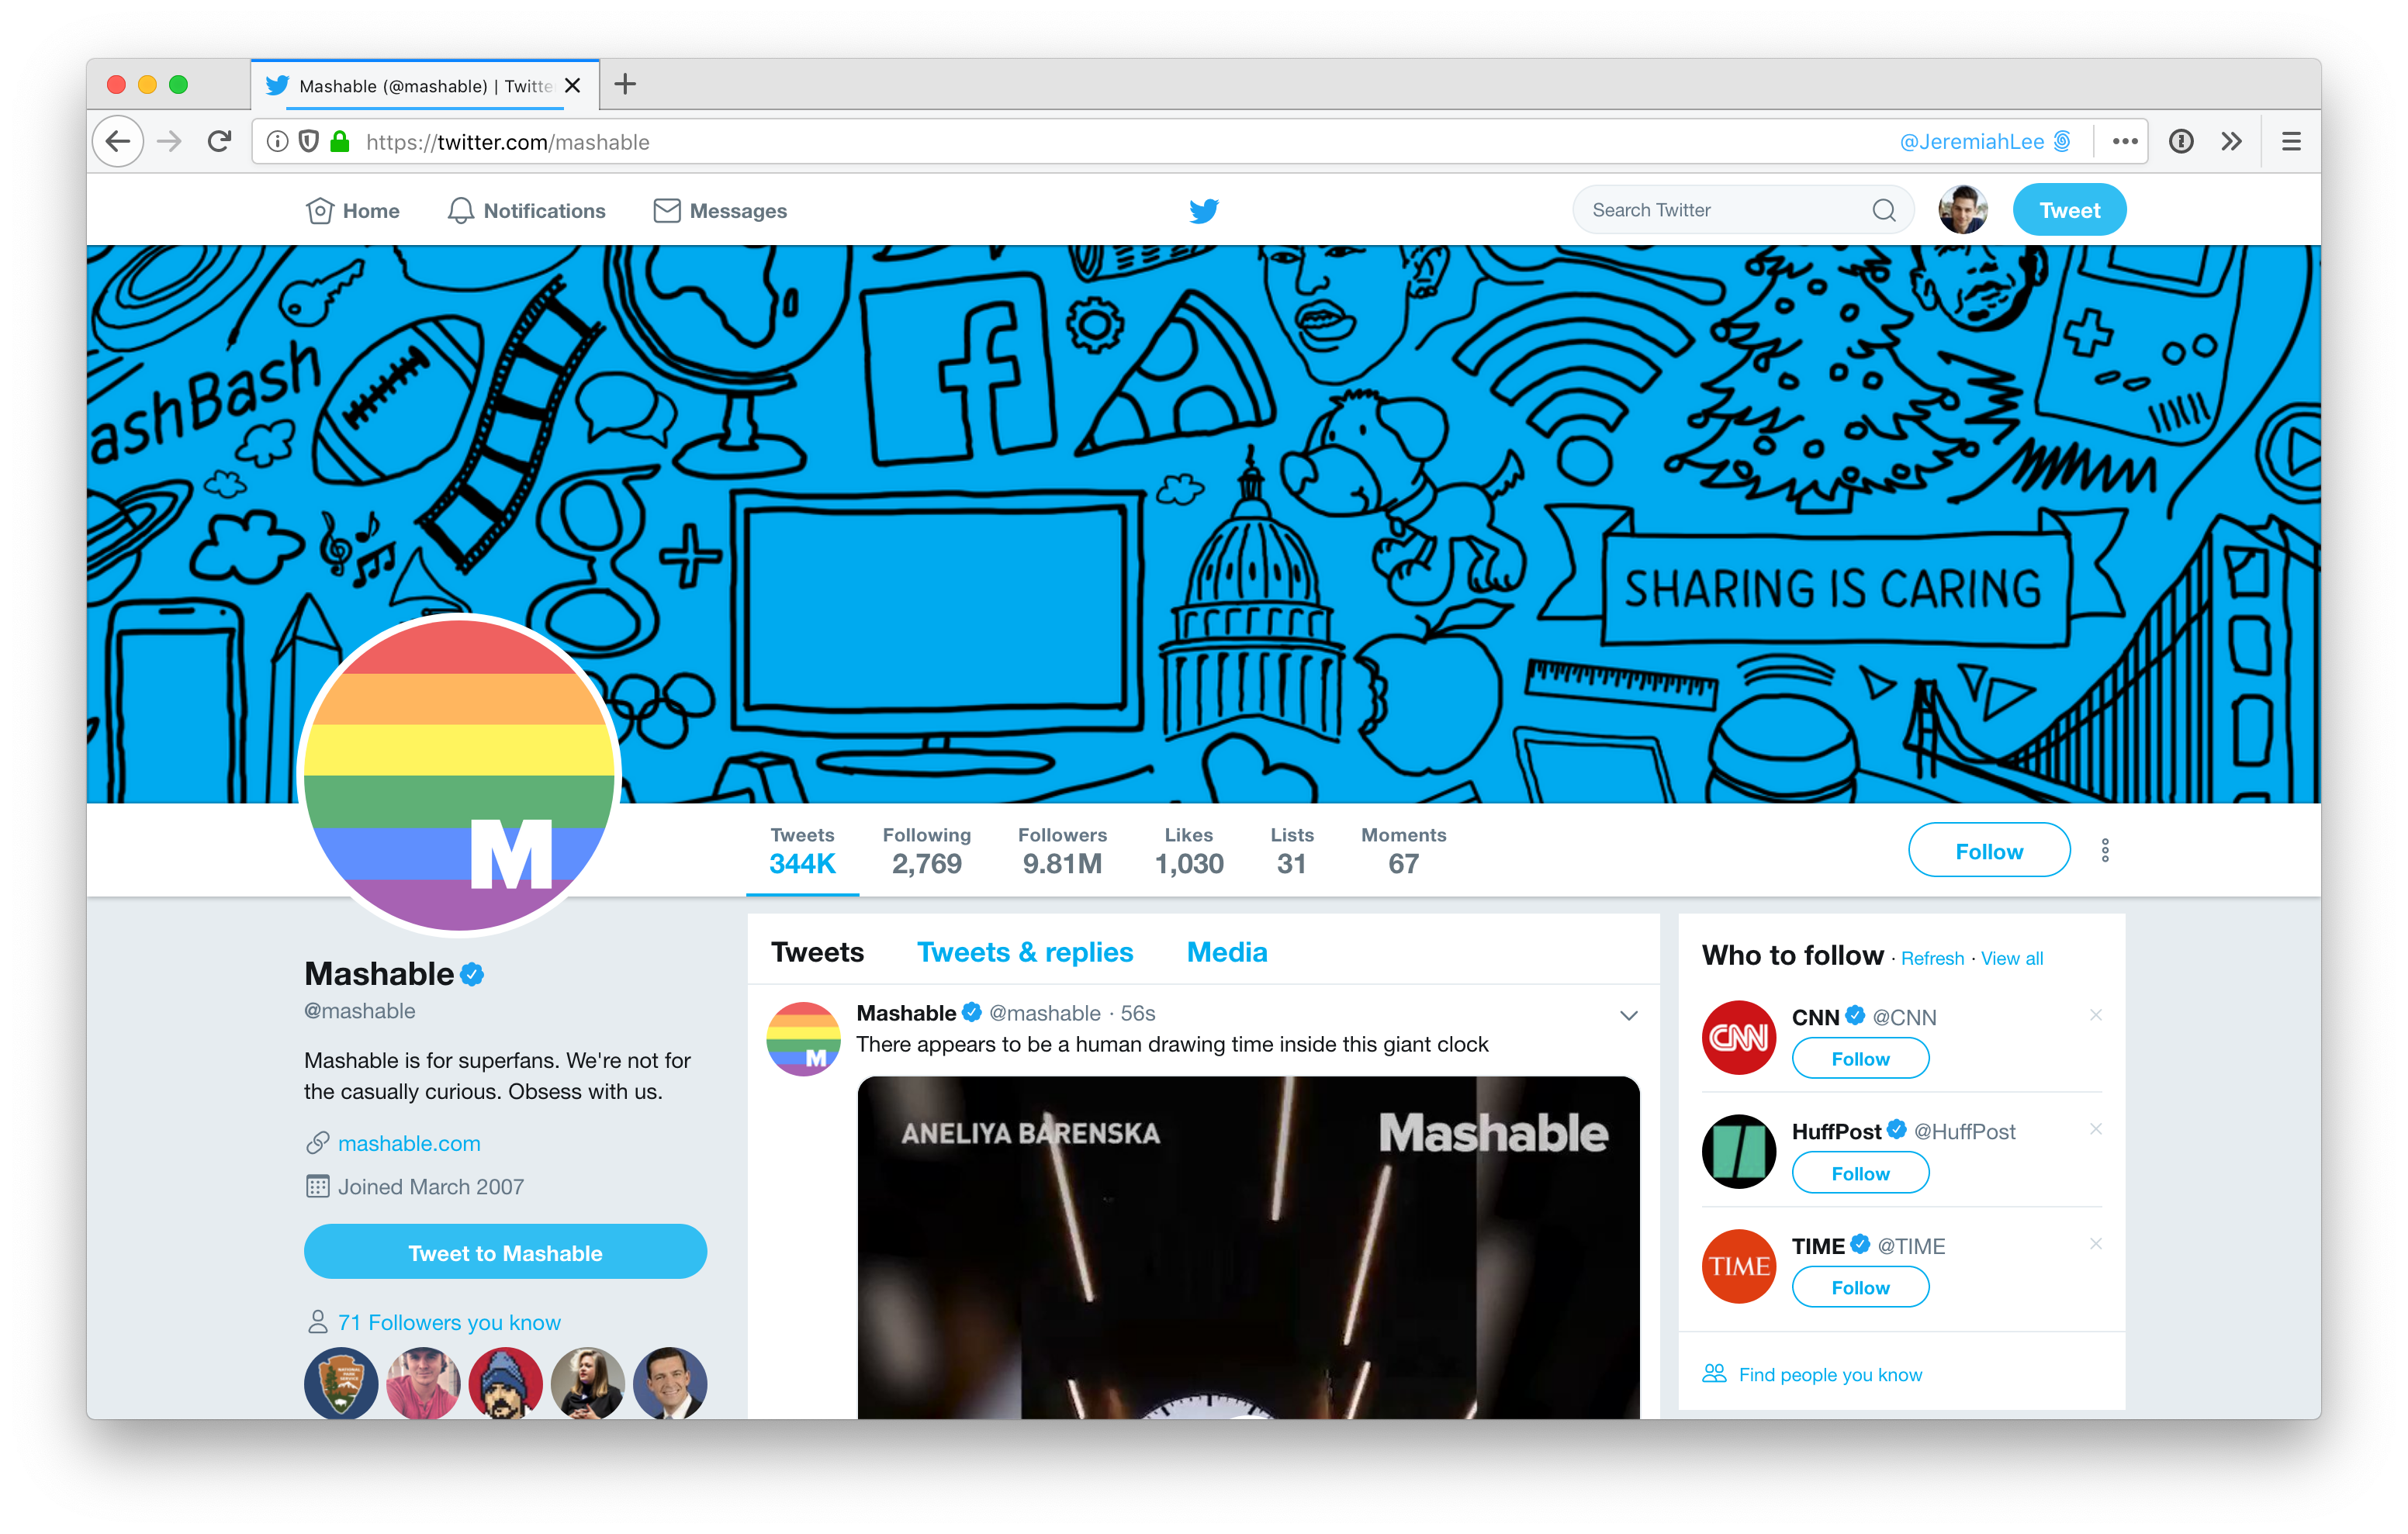 Mashable (@mashable) | Twitte
https://twitter.com/mashable
@JeremiahLee
Home
Notifications
Messages
Search Twitter
Tweet
ashBash
SHARING IS CARING
M
Tweets
344K
Following
2,769
Followers
9.81M
Likes
1,030
Lists
31
Moments
67
Follow
Mashable
@mashable
Mashable is for superfans. We're not for
the casually curious. Obsess with us.
mashable.com
Joined March 2007
Tweet to Mashable
71 Followers you know
Tweets
Tweets & replies
Media
M
Mashable @mashable · 56s
There appears to be a human drawing time inside this giant clock
ANELIYA BARENSKA
Mashable
Who to follow · Refresh · View all
CNN
CNN @CNN
Follow
HuffPost @HuffPost
Follow
TIME
TIME @TIME
Follow
Find people you know